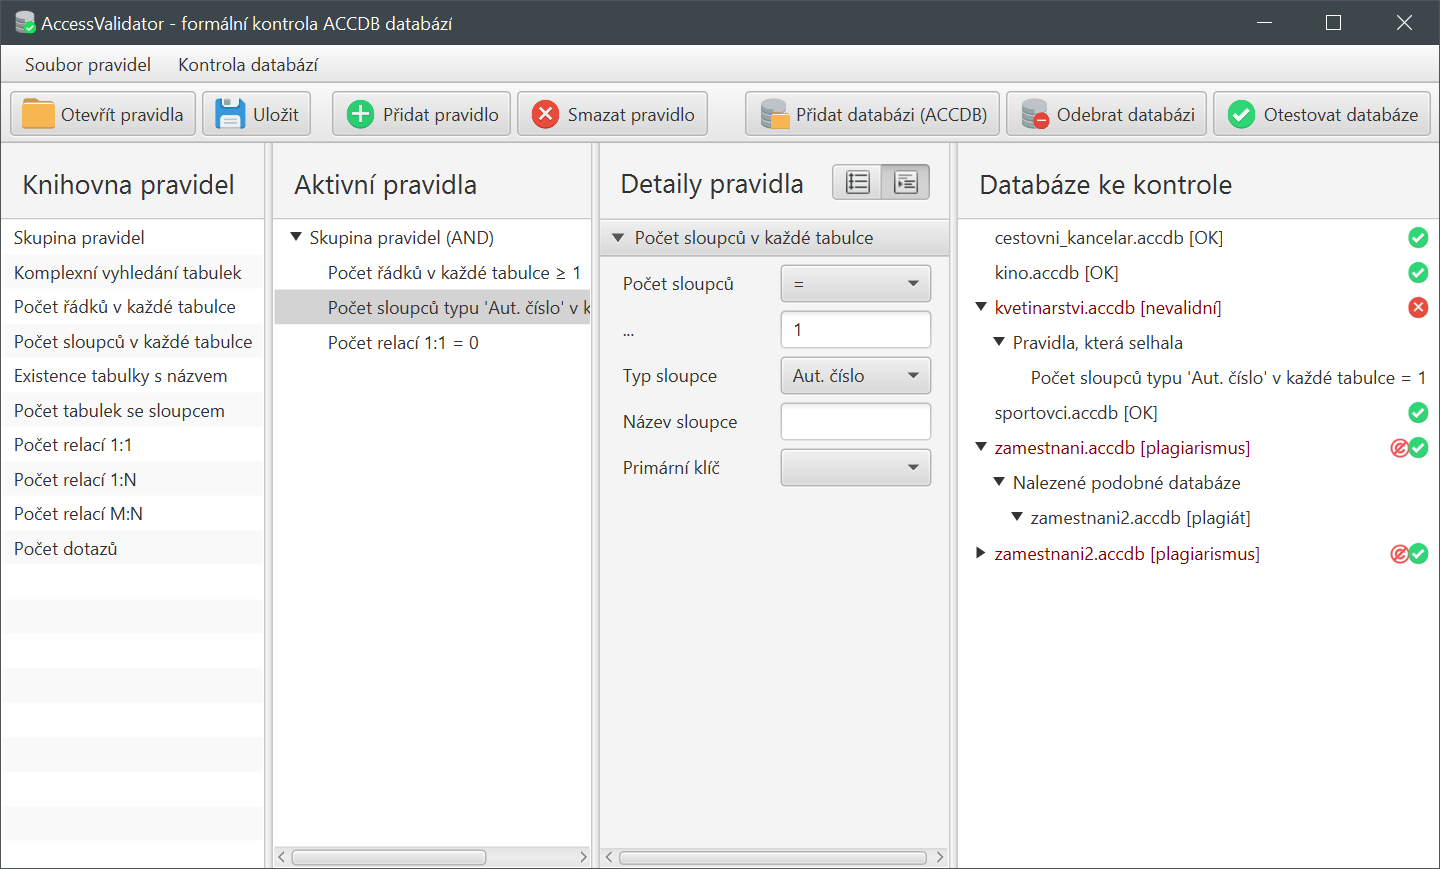 AccessValidator - formální kontrola ACCDB databází
Soubor pravidel
Kontrola databází
Otevřít pravidla
Uložit
Přidat pravidlo
Smazat pravidlo
Přidat databázi (ACCDB)
Odebrat databázi
Otestovat databáze
Knihovna pravidel
Skupina pravidel
Komplexní vyhledání tabulek
Počet řádků v každé tabulce
Počet sloupců v každé tabulce
Existence tabulky s názvem
Počet tabulek se sloupcem
Počet relací 1:1
Počet relací 1:N
Počet relací M:N
Počet dotazů
Aktivní pravidla
Skupina pravidel (AND)
Počet řádků v každé tabulce ≥ 1
Počet sloupců typu 'Aut. číslo' v k
Počet relací 1:1 = 0
Detaily pravidla
Počet sloupců v každé tabulce
Počet sloupců
=
...
1
Typ sloupce
Aut. číslo
Název sloupce
Primární klíč
Databáze ke kontrole
cestovni_kancelar.accdb [OK]
kino.accdb [OK]
kvetinarstvi.accdb [nevalidní]
Pravidla, která selhala
Počet sloupců typu 'Aut. číslo' v každé tabulce = 1
sportovci.accdb [OK]
zamestnani.accdb [plagiarismus]
Nalezené podobné databáze
zamestnani2.accdb [plagiát]
zamestnani2.accdb [plagiarismus]